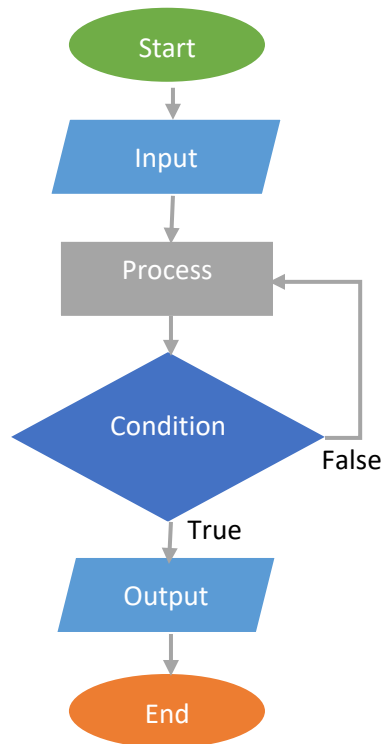 Start
Input
Process
Condition
False
True
Output
End